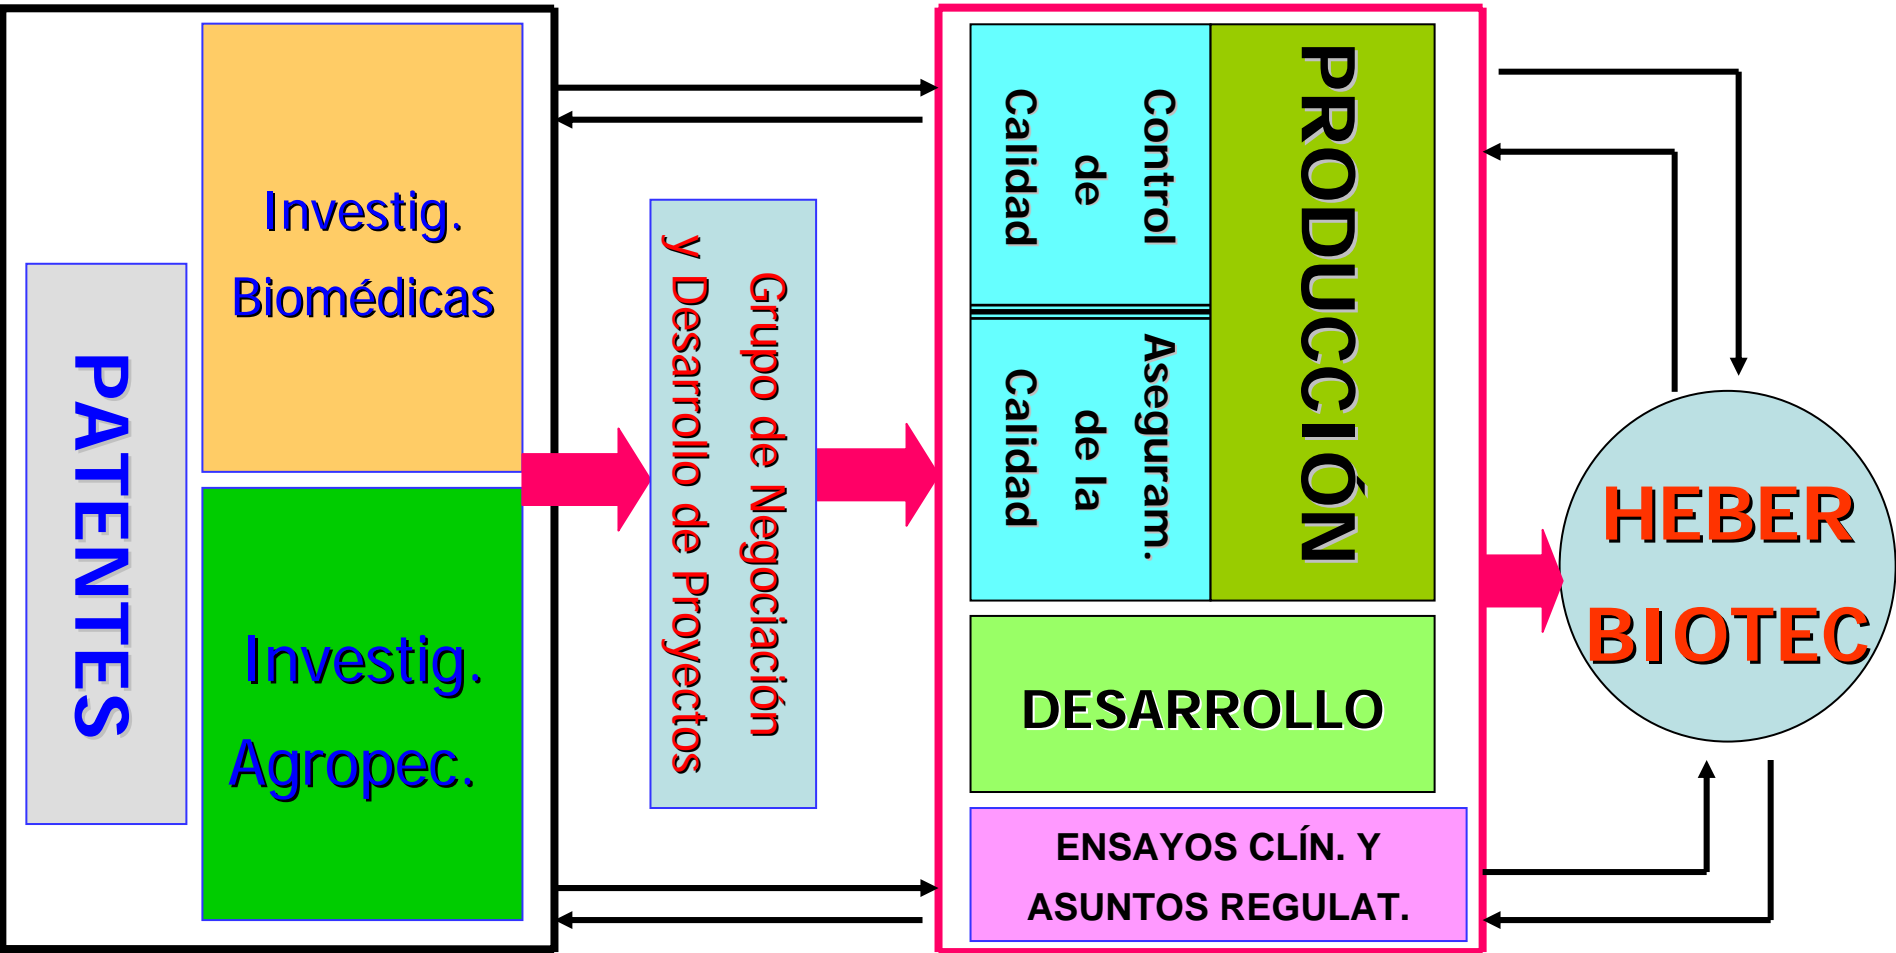 PATENTES
Investig.
Biomédicas
Investig.
Agropec.
Grupo de Negociación
y Desarrollo de Proyectos
Control
de
Calidad
Aseguram.
de la
Calidad
PRODUCCIÓN
DESARROLLO
ENSAYOS CLÍN. Y
ASUNTOS REGULAT.
HEBER
BIOTEC